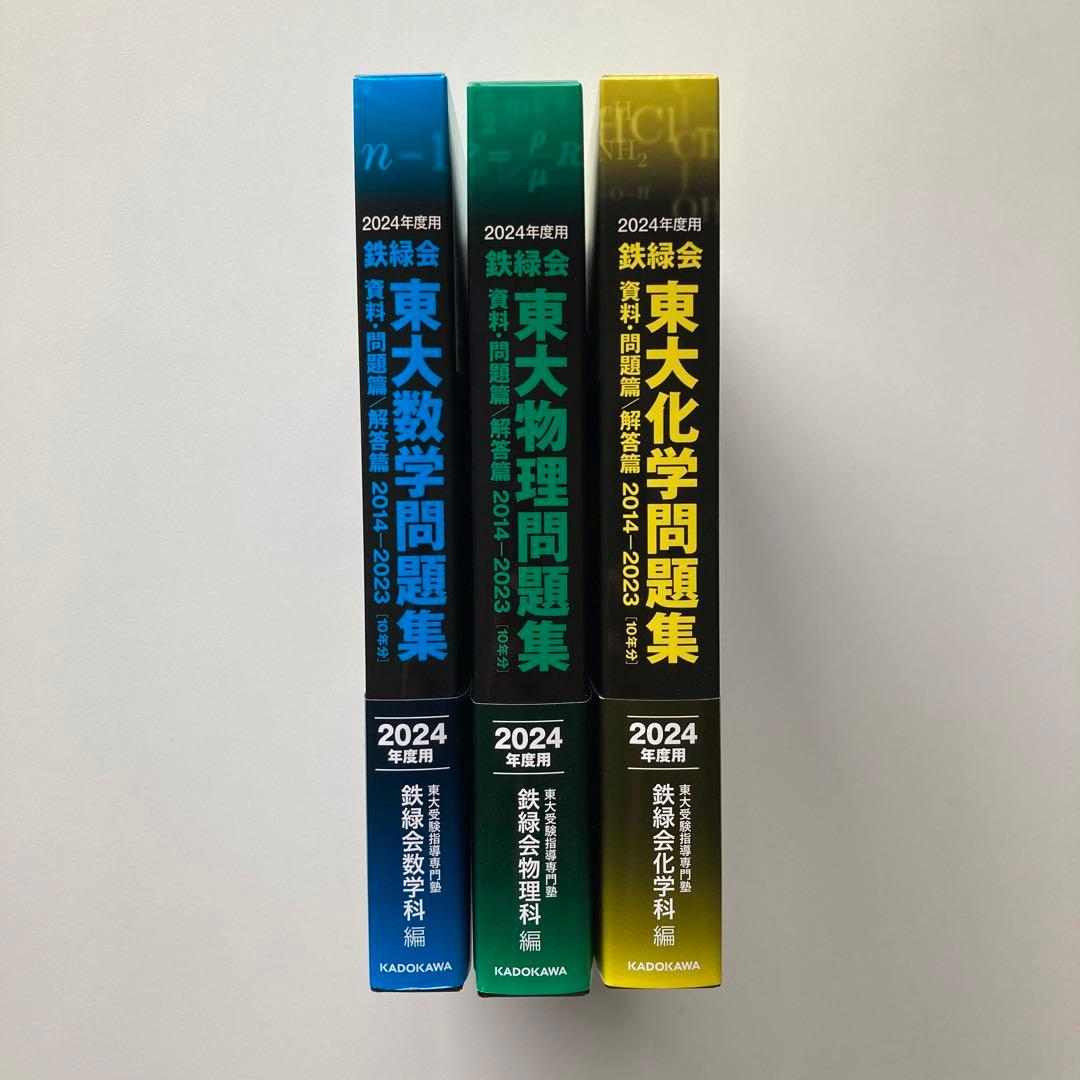 n−1
2024年度用
鉄緑会
東大数学問題集
資料・問題篇/解答篇 2014−2023 [10年分]
2024
年度用
東大受験指導専門塾
鉄緑会数学科 編
KADOKAWA
2024年度用
鉄緑会
東大物理問題集
資料・問題篇/解答篇 2014−2023 [10年分]
2024
年度用
東大受験指導専門塾
鉄緑会物理科 編
KADOKAWA
HCl
NH₂
-O-H
2024年度用
鉄緑会
東大化学問題集
資料・問題篇/解答篇 2014−2023 [10年分]
2024
年度用
東大受験指導専門塾
鉄緑会化学科 編
KADOKAWA